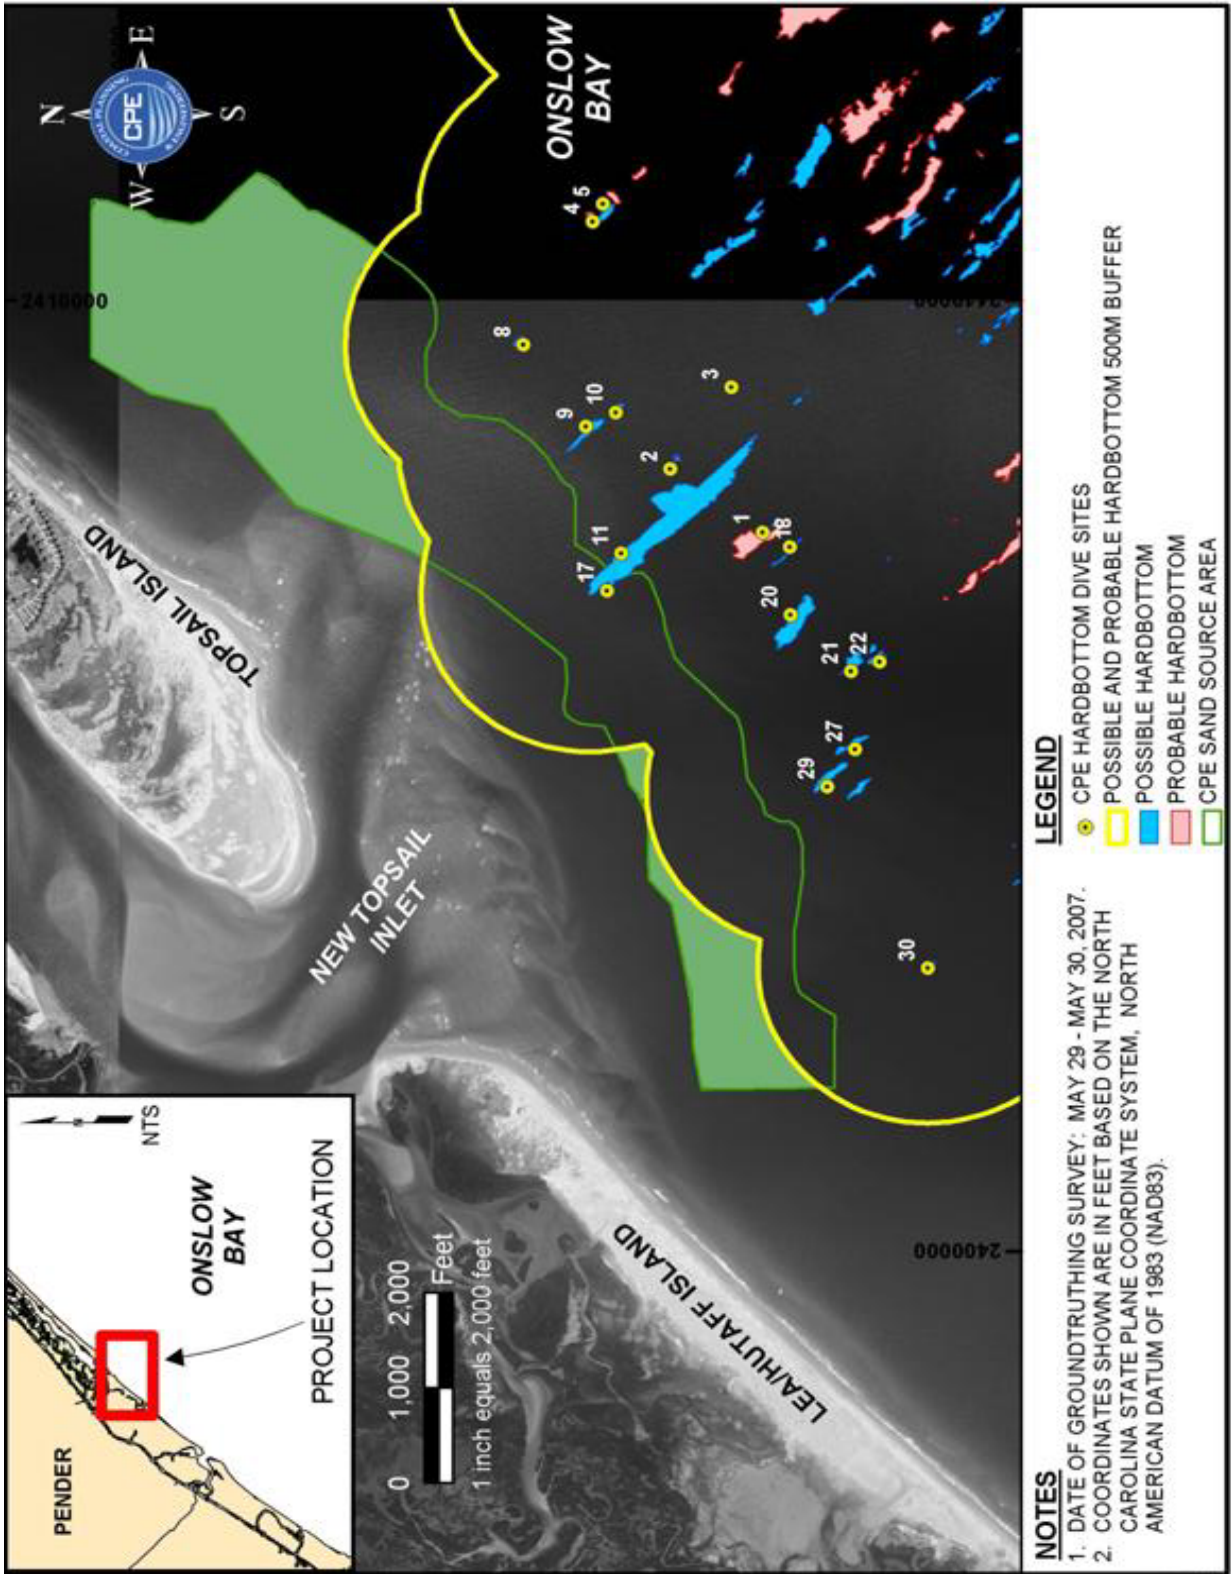 PENDER
ONSLOW
BAY
NTS
PROJECT LOCATION
N
W
E
S
CPE
COASTAL PLANNING
2410000
TOPSAIL ISLAND
NEW TOPSAIL
INLET
ONSLOW
BAY
0 1,000 2,000
Feet
1 inch equals 2,000 feet
LEA/HUTAFF ISLAND
2400000
4
5
8
9
10
3
2
11
17
1
18
20
21
22
27
29
30
NOTES
1. DATE OF GROUNDTRUTHING SURVEY: MAY 29 - MAY 30, 2007.
2. COORDINATES SHOWN ARE IN FEET BASED ON THE NORTH
CAROLINA STATE PLANE COORDINATE SYSTEM, NORTH
AMERICAN DATUM OF 1983 (NAD83).
LEGEND
CPE HARDBOTTOM DIVE SITES
POSSIBLE AND PROBABLE HARDBOTTOM 500M BUFFER
POSSIBLE HARDBOTTOM
PROBABLE HARDBOTTOM
CPE SAND SOURCE AREA